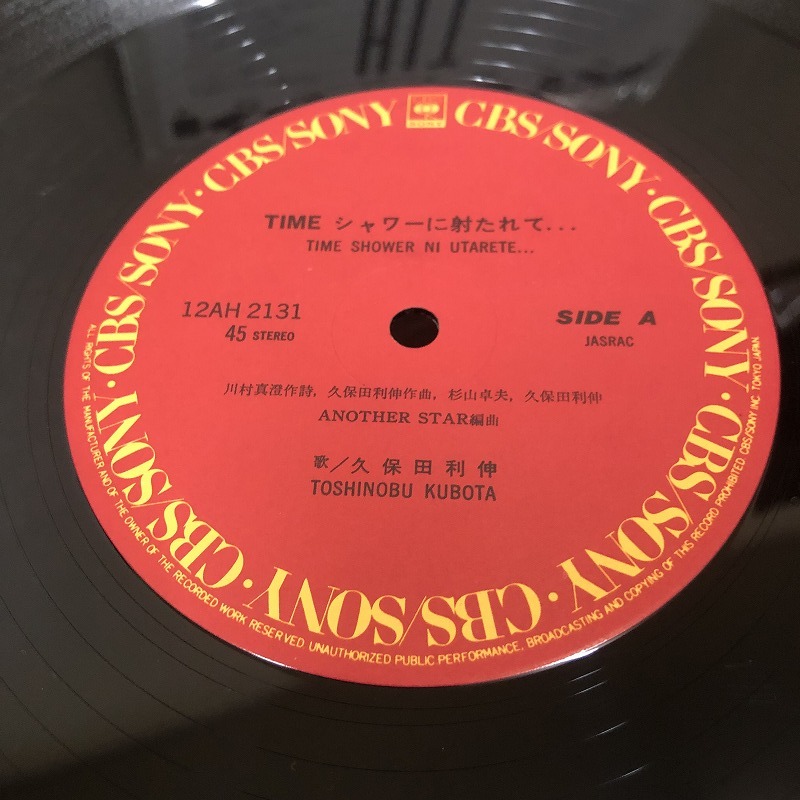 CBS/SONY · CBS/SONY · CBS/SONY · CBS/SONY · CBS/SONY · CBS/SONY · CBS/SONY · CBS/SONY
SONY
TIME シャワーに射たれて...
TIME SHOWER NI UTARETE...
12AH 2131
45 STEREO
SIDE A
JASRAC
川村真澄作詩, 久保田利伸作曲, 杉山卓夫, 久保田利伸
ANOTHER STAR編曲
歌/久保田利伸
TOSHINOBU KUBOTA
ALL RIGHTS OF THE MANUFACTURER AND OF THE OWNER OF THE RECORDED WORK RESERVED. UNAUTHORIZED PUBLIC PERFORMANCE, BROADCASTING AND COPYING OF THIS RECORD PROHIBITED CBS/SONY INC. TOKYO JAPAN.